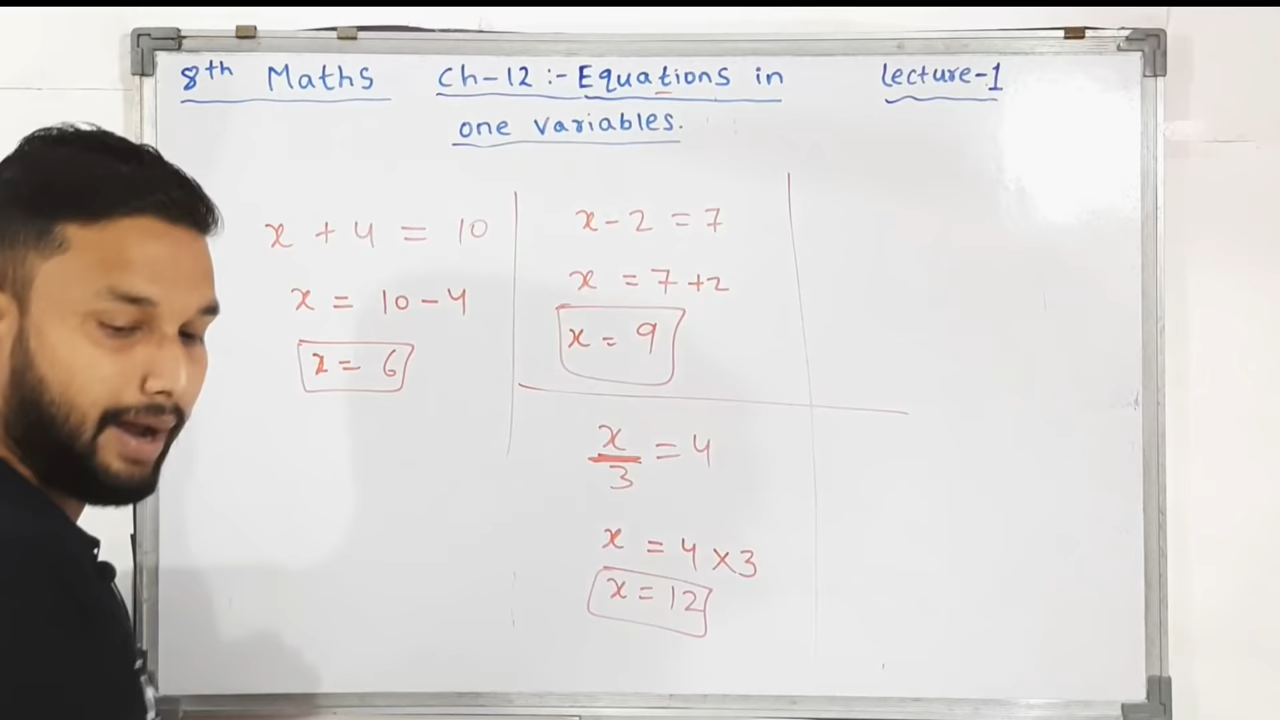 8th Maths Ch-12 :- Equations in one variables. Lecture-1
x + 4 = 10
x = 10 - 4
x = 6
x - 2 = 7
x = 7 + 2
x = 9
x/3 = 4
x = 4 × 3
x = 12